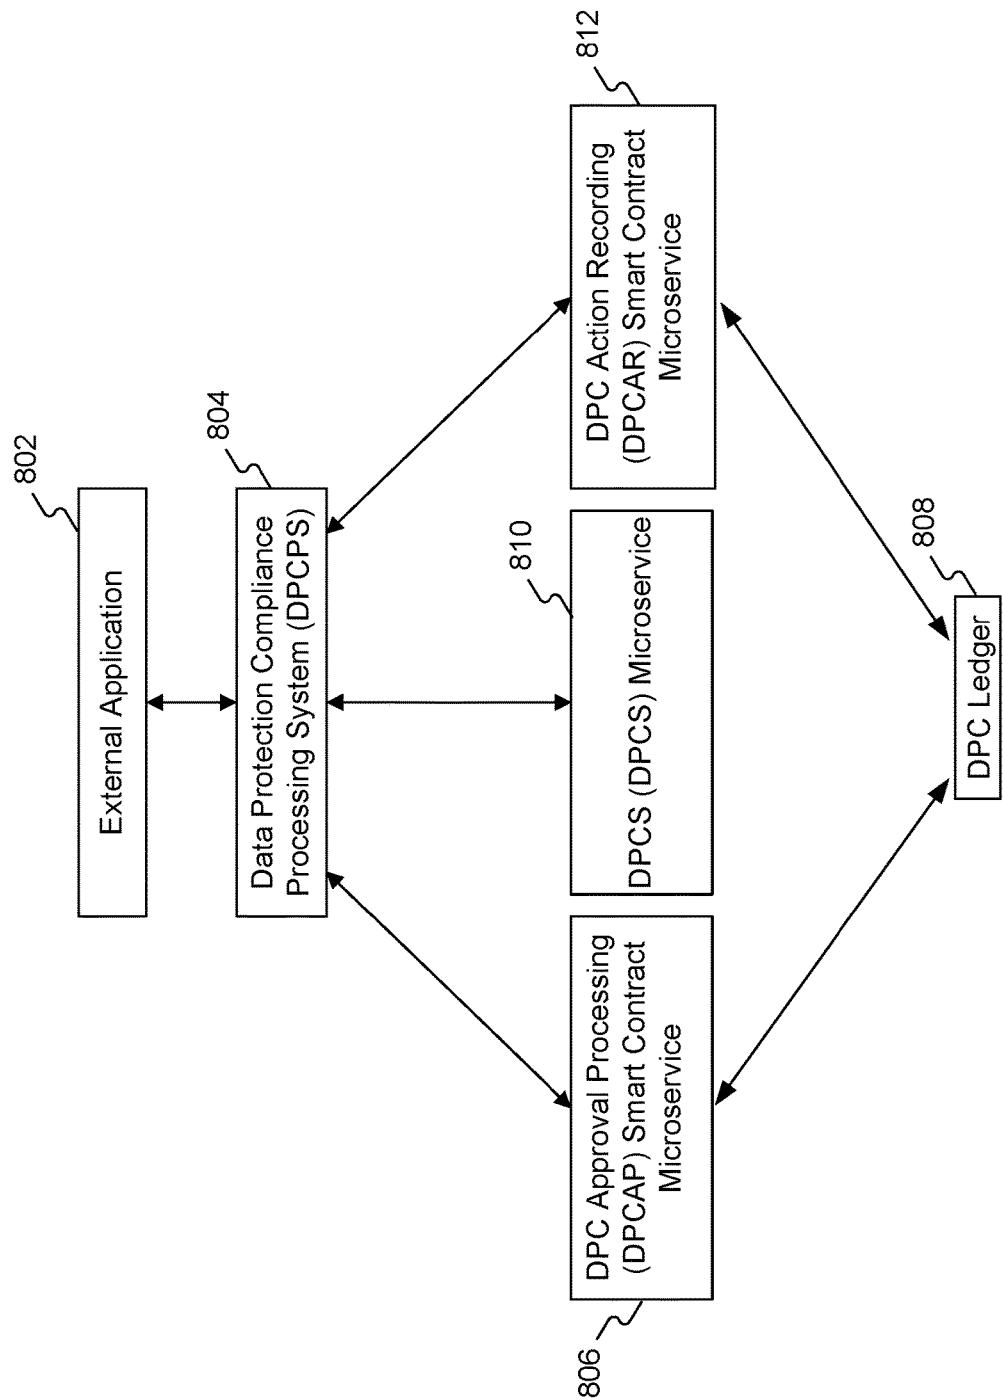 802
External Application
804
Data Protection Compliance
Processing System (DPCPS)
806
DPC Approval Processing
(DPCAP) Smart Contract
Microservice
810
DPCS (DPCS) Microservice
812
DPC Action Recording
(DPCAR) Smart Contract
Microservice
808
DPC Ledger